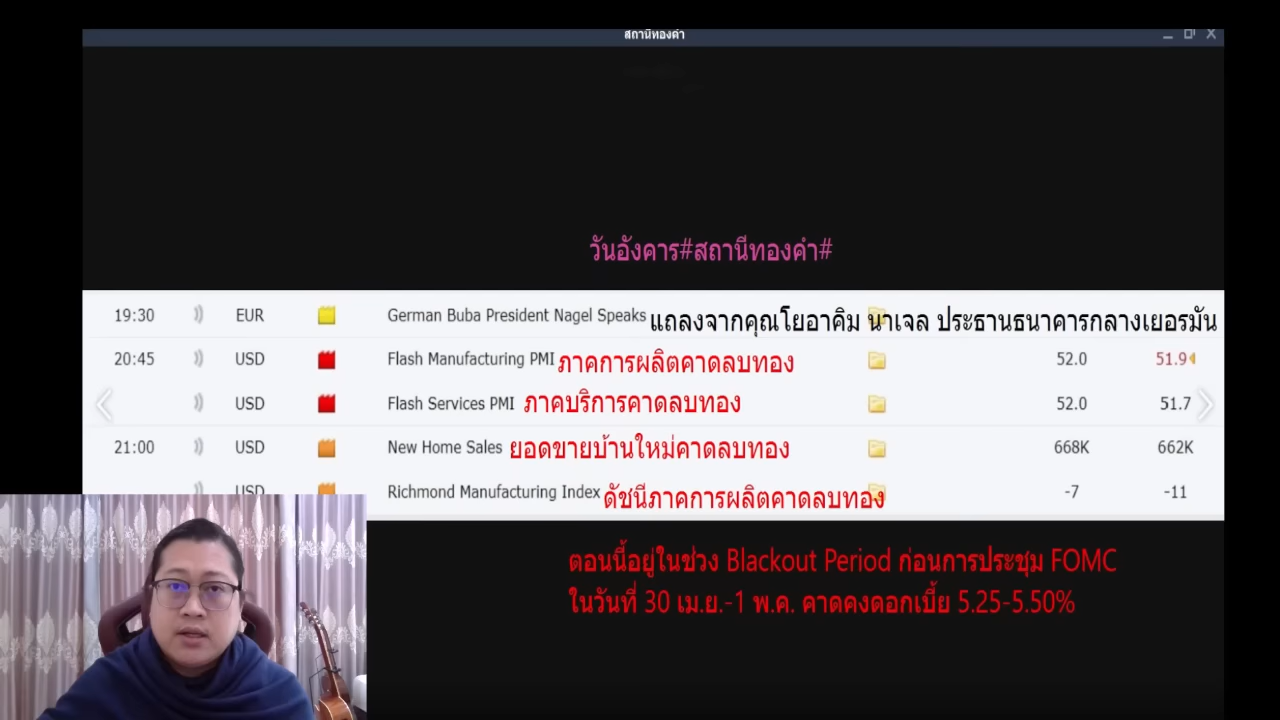 สถานีทองคำ
วันอังคาร#สถานีทองคำ#
19:30 EUR German Buba President Nagel Speaks แถลงจากคุณโยอาคิม นาเจล ประธานธนาคารกลางเยอรมัน
20:45 USD Flash Manufacturing PMI ภาคการผลิตคาดลบทอง 52.0 51.9
USD Flash Services PMI ภาคบริการคาดลบทอง 52.0 51.7
21:00 USD New Home Sales ยอดขายบ้านใหม่คาดลบทอง 668K 662K
USD Richmond Manufacturing Index ดัชนีภาคการผลิตคาดลบทอง -7 -11
ตอนนี้อยู่ในช่วง Blackout Period ก่อนการประชุม FOMC
ในวันที่ 30 เม.ย.-1 พ.ค. คาดคงดอกเบี้ย 5.25-5.50%